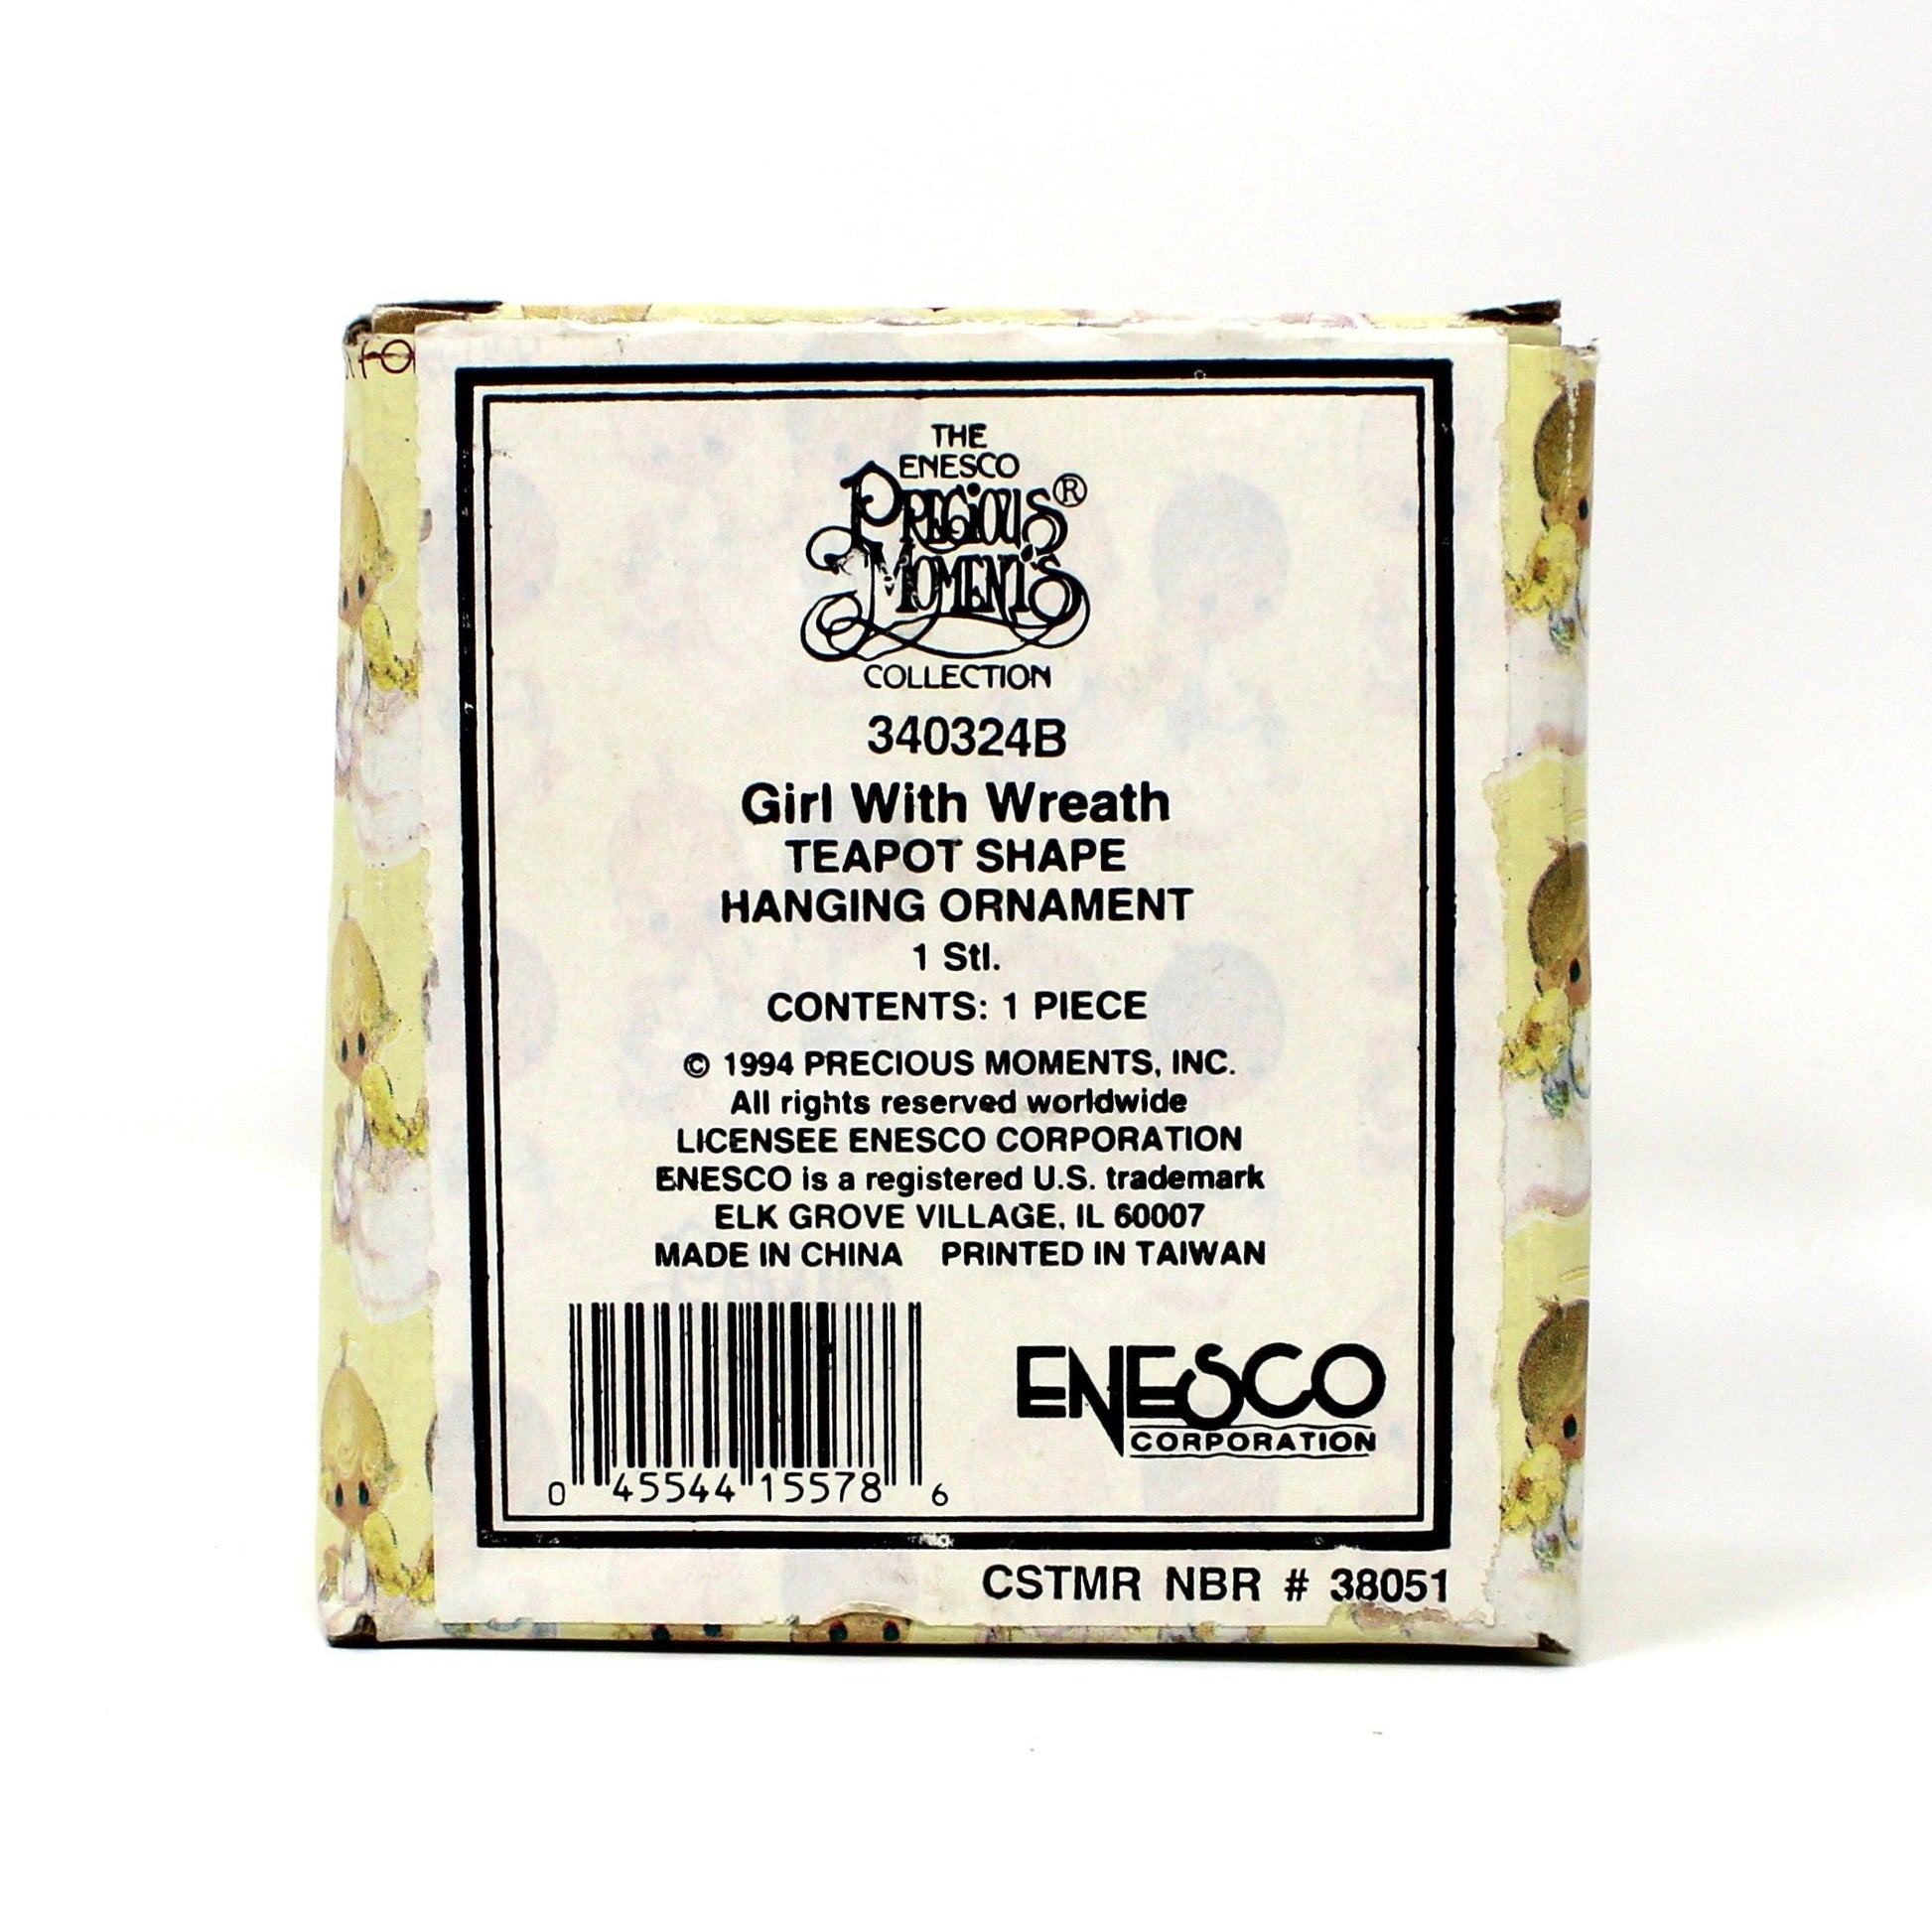 THE
ENESCO
PRECIOUS®
MOMENTS
COLLECTION
340324B
Girl With Wreath
TEAPOT SHAPE
HANGING ORNAMENT
1 Stl.
CONTENTS: 1 PIECE
© 1994 PRECIOUS MOMENTS, INC.
All rights reserved worldwide
LICENSEE ENESCO CORPORATION
ENESCO is a registered U.S. trademark
ELK GROVE VILLAGE, IL 60007
MADE IN CHINA PRINTED IN TAIWAN
0 45544 15578 6
ENESCO
CORPORATION
CSTMR NBR # 38051